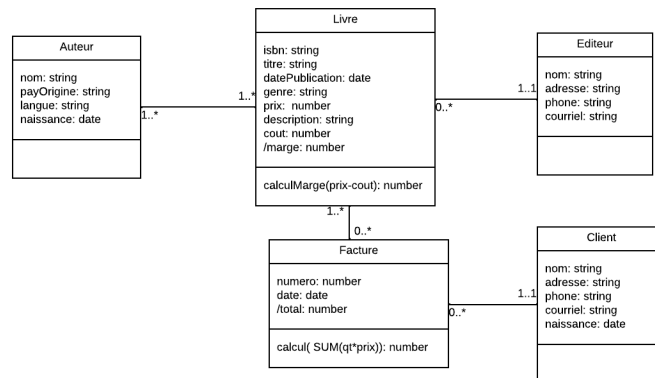 Auteur
nom: string
payOrigine: string
langue: string
naissance: date
1..*
1..*
Livre
isbn: string
titre: string
datePublication: date
genre: string
prix: number
description: string
cout: number
/marge: number
calculMarge(prix-cout): number
0..*
1..1
Editeur
nom: string
adresse: string
phone: string
courriel: string
1..*
0..*
Facture
numero: number
date: date
/total: number
calcul( SUM(qt*prix)): number
0..*
1..1
Client
nom: string
adresse: string
phone: string
courriel: string
naissance: date